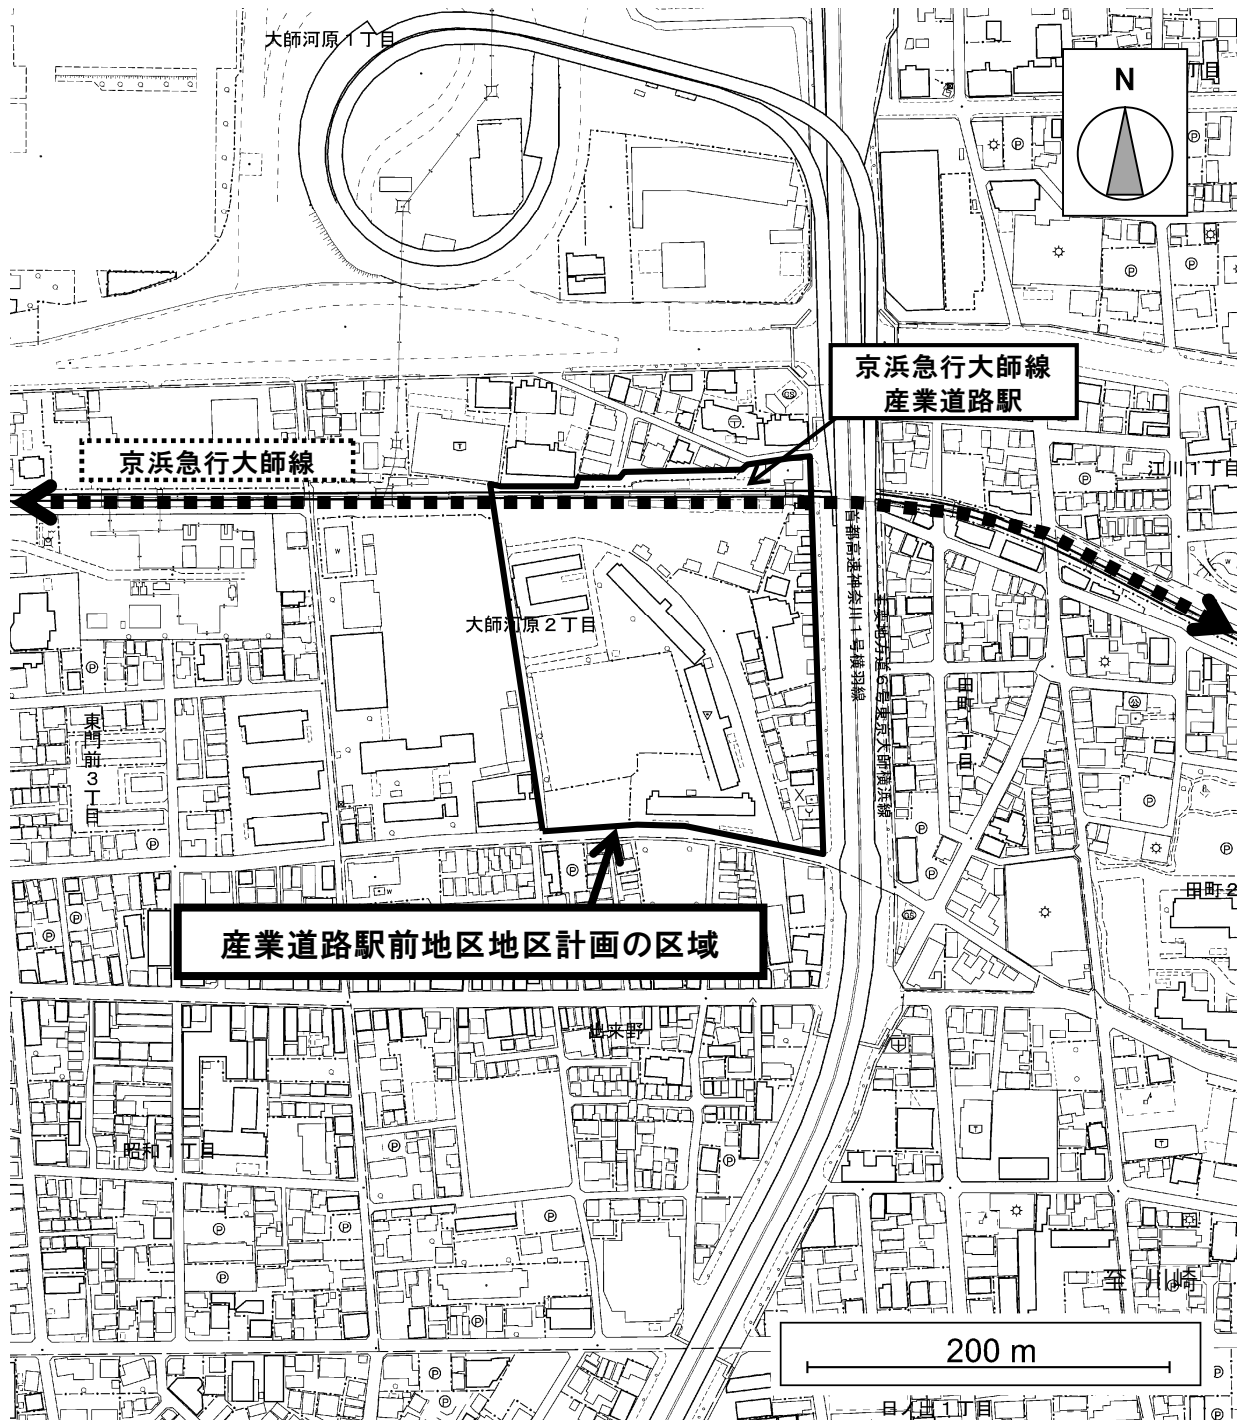 大師河原1丁目
丁目
N
京浜急行大師線
産業道路駅
京浜急行大師線
江川1丁目
首都高速神奈川1号横羽線
主要地方道6号東京大師横浜線
大師河原2丁目
田町1丁目
東門前3丁目
田町2
産業道路駅前地区地区計画の区域
出来野
昭和1丁目
至 川崎
200 m
日ノ出1丁目